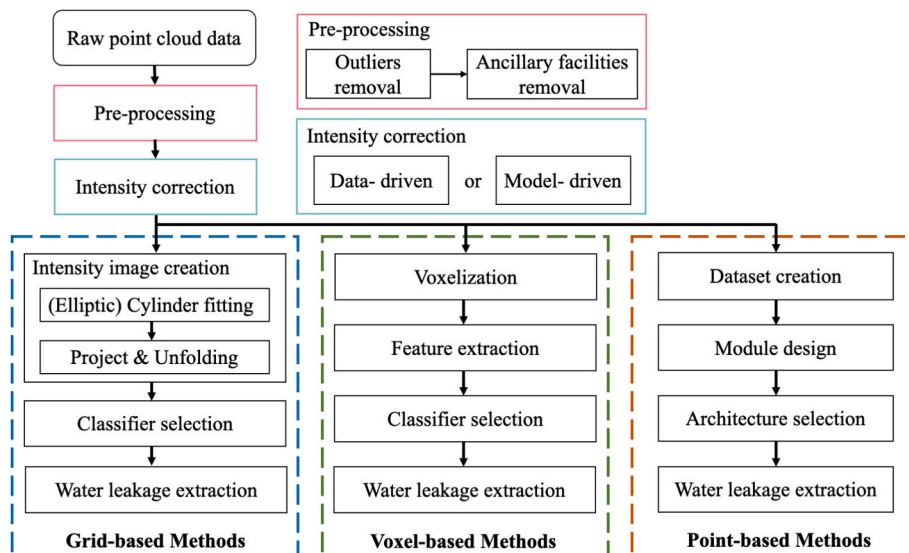 Raw point cloud data
Pre-processing
Intensity correction
Pre-processing
Outliers
removal
Ancillary facilities
removal
Intensity correction
Data- driven
or
Model- driven
Intensity image creation
(Elliptic) Cylinder fitting
Project & Unfolding
Classifier selection
Water leakage extraction
Grid-based Methods
Voxelization
Feature extraction
Classifier selection
Water leakage extraction
Voxel-based Methods
Dataset creation
Module design
Architecture selection
Water leakage extraction
Point-based Methods